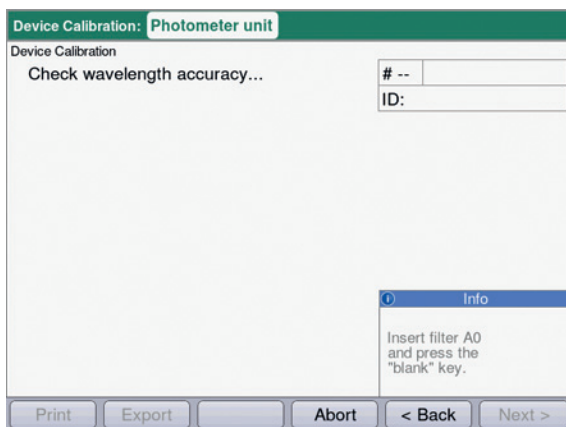 Device Calibration: Photometer unit
Device Calibration
Check wavelength accuracy...
# --
ID:
Info
Insert filter A0
and press the
"blank" key.
Print Export Abort < Back Next >